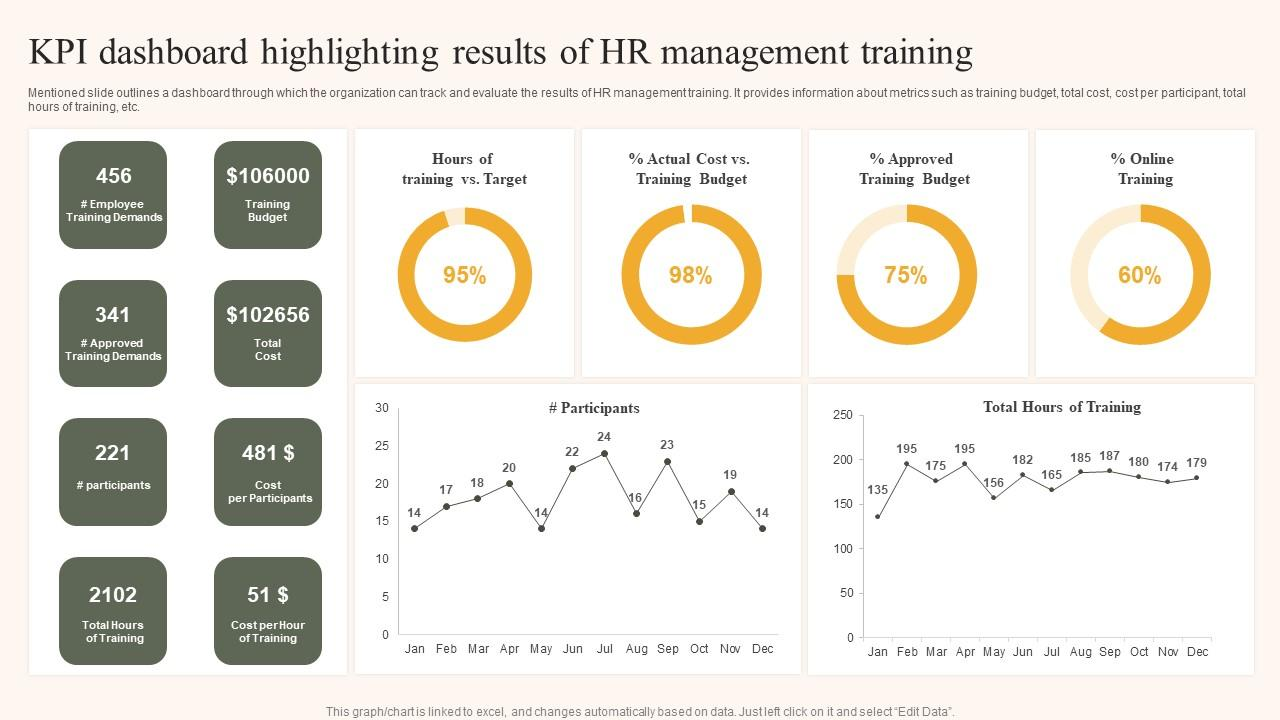 KPI dashboard highlighting results of HR management training
Mentioned slide outlines a dashboard through which the organization can track and evaluate the results of HR management training. It provides information about metrics such as training budget, total cost, cost per participant, total
hours of training, etc.
456
# Employee
Training Demands
$106000
Training
Budget
341
# Approved
Training Demands
$102656
Total
Cost
221
# participants
481 $
Cost
per Participants
2102
Total Hours
of Training
51 $
Cost per Hour
of Training
Hours of
training vs. Target
95%
% Actual Cost vs.
Training Budget
98%
% Approved
Training Budget
75%
% Online
Training
60%
# Participants
30
25
20
15
10
5
0
14
17
18
20
14
22
24
16
23
15
19
14
Jan Feb Mar Apr May Jun Jul Aug Sep Oct Nov Dec
Total Hours of Training
250
200
150
100
50
0
135
195
175
195
156
182
165
185
187
180
174
179
Jan Feb Mar Apr May Jun Jul Aug Sep Oct Nov Dec
This graph/chart is linked to excel, and changes automatically based on data. Just left click on it and select “Edit Data”.